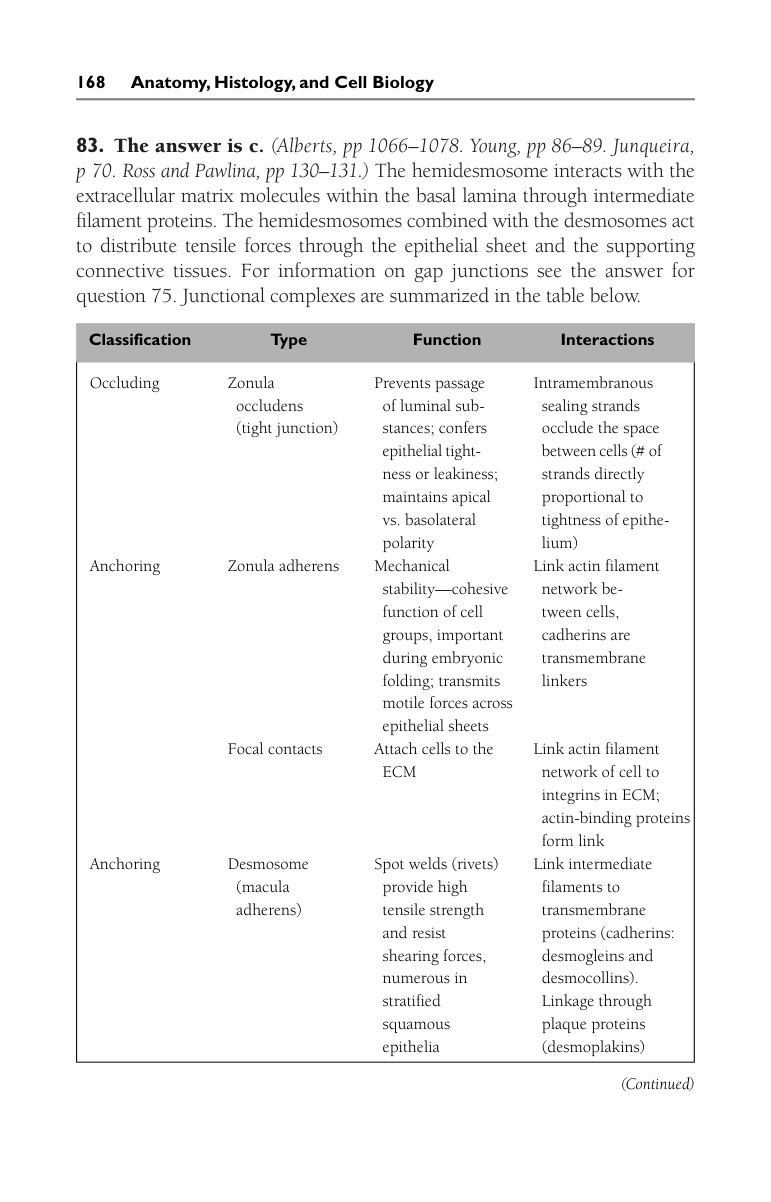 168 Anatomy, Histology, and Cell Biology
83. The answer is c. (Alberts, pp 1066–1078. Young, pp 86–89. Junqueira,
p 70. Ross and Pawlina, pp 130–131.) The hemidesmosome interacts with the
extracellular matrix molecules within the basal lamina through intermediate
filament proteins. The hemidesmosomes combined with the desmosomes act
to distribute tensile forces through the epithelial sheet and the supporting
connective tissues. For information on gap junctions see the answer for
question 75. Junctional complexes are summarized in the table below.
Classification Type Function Interactions
Occluding Zonula Prevents passage Intramembranous
occludens of luminal sub- sealing strands
(tight junction) stances; confers occlude the space
epithelial tight- between cells (# of
ness or leakiness; strands directly
maintains apical proportional to
vs. basolateral tightness of epithe-
polarity lium)
Anchoring Zonula adherens Mechanical Link actin filament
stability—cohesive network be-
function of cell tween cells,
groups, important cadherins are
during embryonic transmembrane
folding; transmits linkers
motile forces across
epithelial sheets
Focal contacts Attach cells to the Link actin filament
ECM network of cell to
integrins in ECM;
actin-binding proteins
form link
Anchoring Desmosome Spot welds (rivets) Link intermediate
(macula provide high filaments to
adherens) tensile strength transmembrane
and resist proteins (cadherins:
shearing forces, desmogleins and
numerous in desmocollins).
stratified Linkage through
squamous plaque proteins
epithelia (desmoplakins)
(Continued)